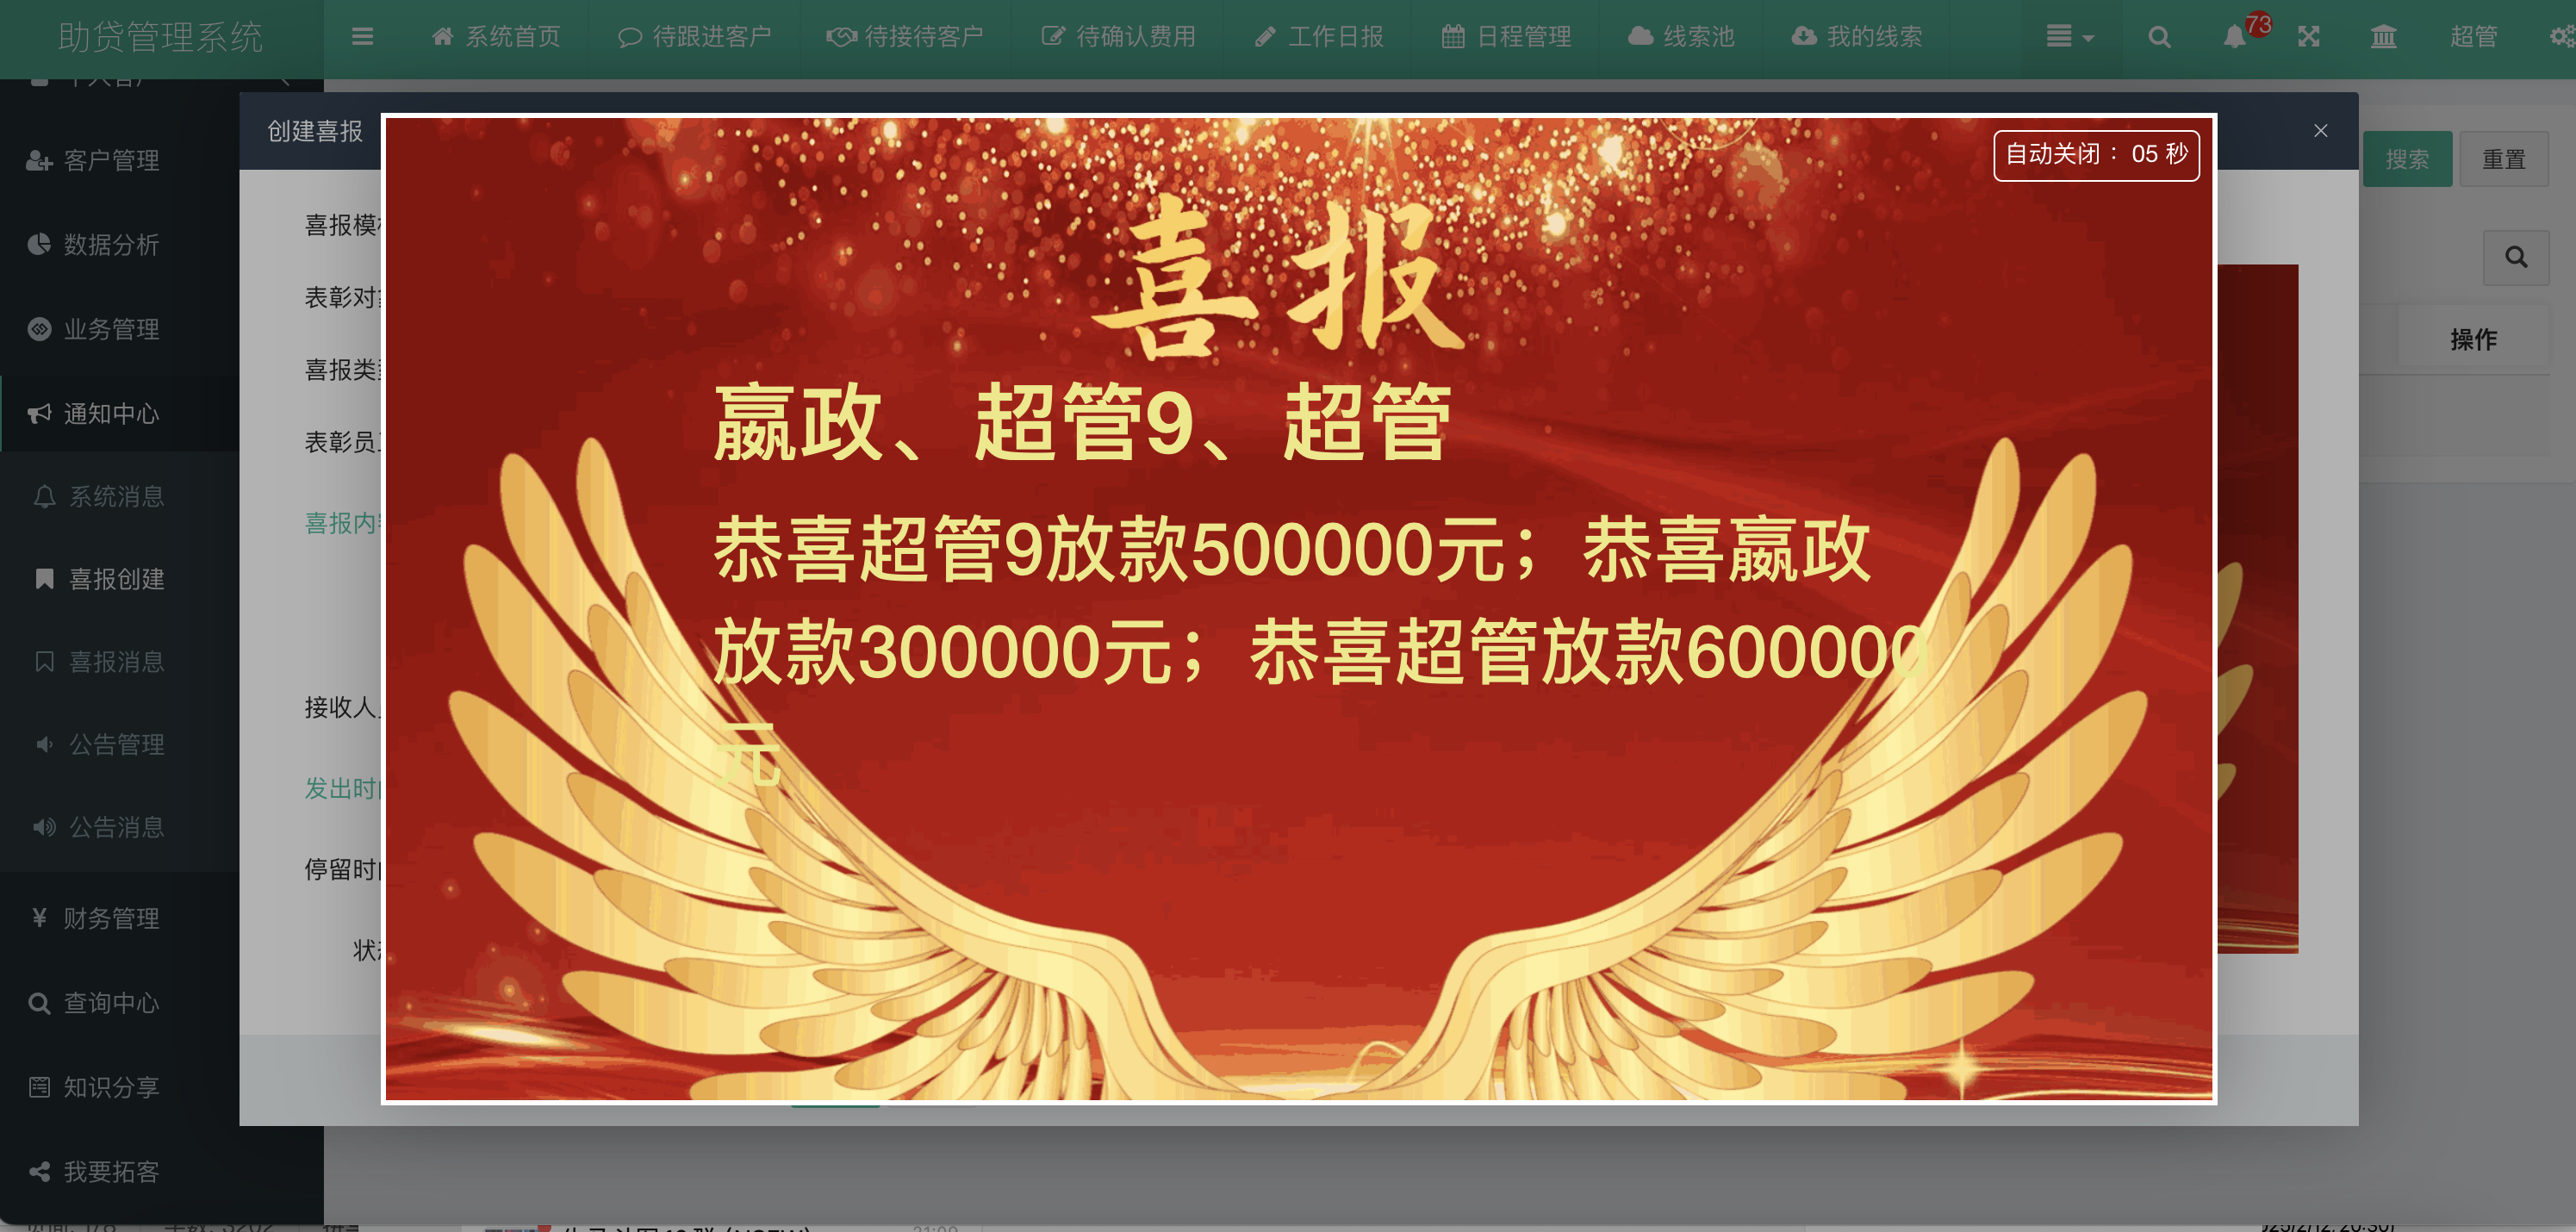 助贷管理系统
系统首页
待跟进客户
待接待客户
待确认费用
工作日报
日程管理
线索池
我的线索
73
超管
客户管理
数据分析
业务管理
通知中心
系统消息
喜报创建
喜报消息
公告管理
公告消息
财务管理
查询中心
知识分享
我要拓客
创建喜报
喜报模
表彰对
喜报类
表彰员
喜报内
接收人
发出时
停留时
搜索
重置
操作
自动关闭： 05 秒
喜报
嬴政、超管9、超管
恭喜超管9放款500000元；恭喜嬴政
放款300000元；恭喜超管放款600000
元